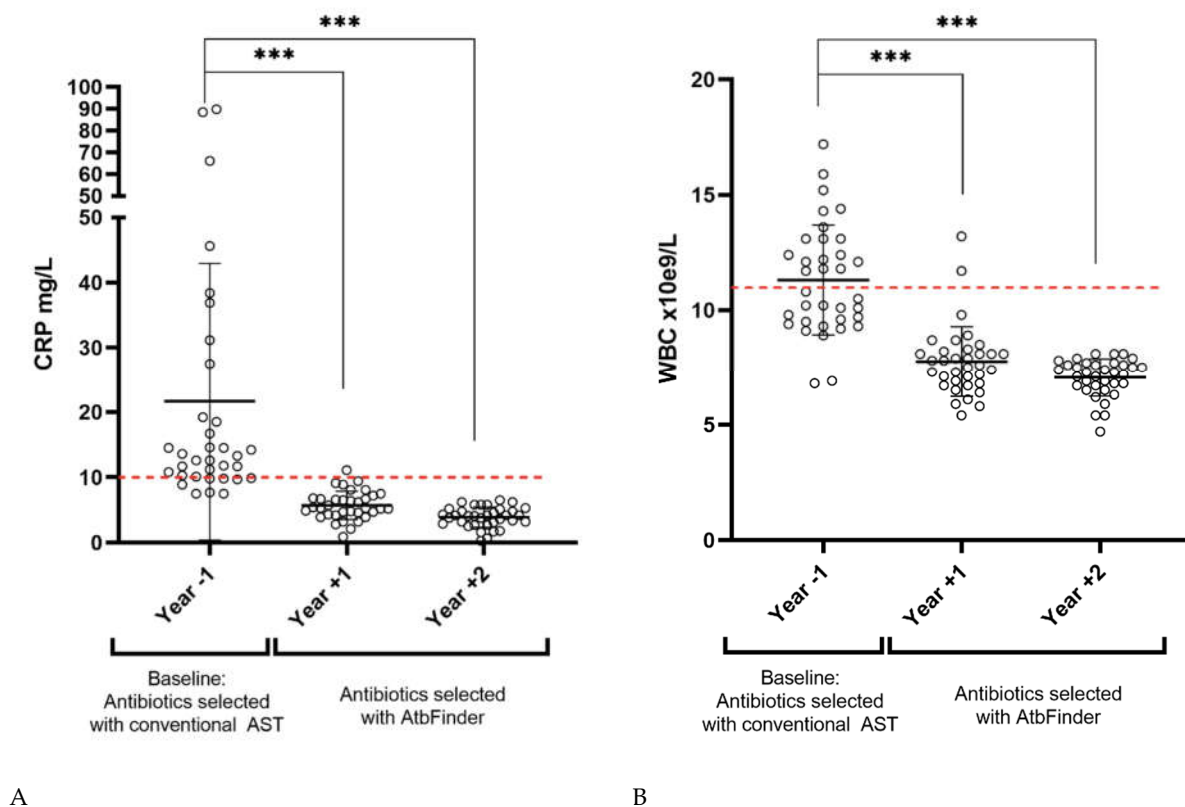 ***
***
100
90
80
70
60
50
50
40
30
20
10
0
CRP mg/L
Year -1
Year +1
Year +2
Baseline:
Antibiotics selected
with conventional AST
Antibiotics selected
with AtbFinder
A
***
***
20
15
10
5
0
WBC x10e9/L
Year -1
Year +1
Year +2
Baseline:
Antibiotics selected
with conventional AST
Antibiotics selected
with AtbFinder
B